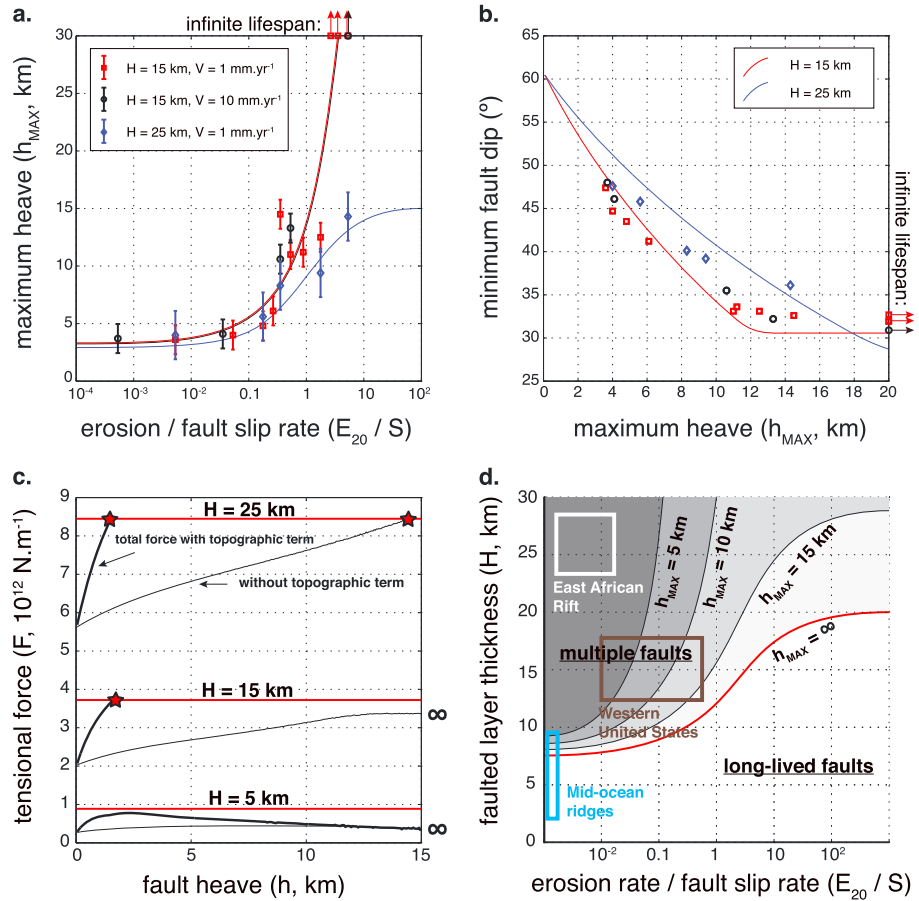 a.
infinite lifespan:
maximum heave (hMAX, km)
30
25
20
15
10
5
0
H = 15 km, V = 1 mm.yr-1
H = 15 km, V = 10 mm.yr-1
H = 25 km, V = 1 mm.yr-1
10-4 10-3 10-2 0.1 1 10 102
erosion / fault slip rate (E20 / S)
b.
minimum fault dip (º)
65
60
55
50
45
40
35
30
25
H = 15 km
H = 25 km
infinite lifespan:
0 2 4 6 8 10 12 14 16 18 20
maximum heave (hMAX, km)
c.
tensional force (F, 1012 N.m-1)
9
8
7
6
5
4
3
2
1
0
H = 25 km
total force with topographic term
without topographic term
H = 15 km
∞
H = 5 km
∞
0 5 10 15
fault heave (h, km)
d.
faulted layer thickness (H, km)
30
25
20
15
10
5
0
East African
Rift
hMAX = 5 km
hMAX = 10 km
hMAX = 15 km
hMAX = ∞
multiple faults
Western
United States
long-lived faults
Mid-ocean
ridges
10-2 0.1 1 10 102
erosion rate / fault slip rate (E20 / S)